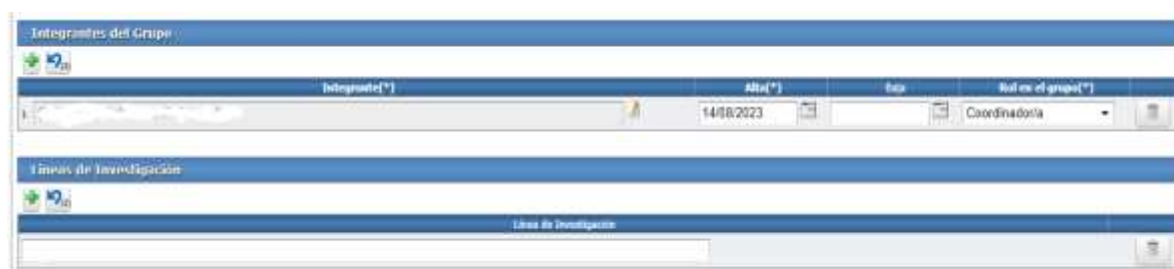 Integrantes del Grupo
Integrante(*) Alta(*) Baja Rol en el grupo(*)
1 14/08/2023 Coordinador/a
Líneas de Investigación
Línea de Investigación